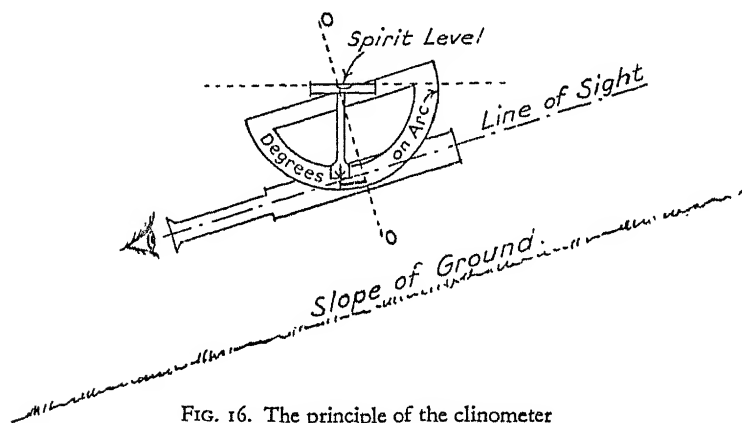 O
Spirit Level
Line of Sight
Degrees on Arc
O
Slope of Ground.
FIG. 16. The principle of the clinometer